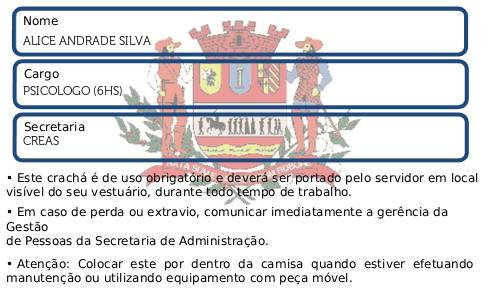 Nome
ALICE ANDRADE SILVA
Cargo
PSICOLOGO (6HS)
Secretaria
CREAS
• Este crachá é de uso obrigatório e deverá ser portado pelo servidor em local
visível do seu vestuário, durante todo tempo de trabalho.
• Em caso de perda ou extravio, comunicar imediatamente a gerência da
Gestão
de Pessoas da Secretaria de Administração.
• Atenção: Colocar este por dentro da camisa quando estiver efetuando
manutenção ou utilizando equipamento com peça móvel.